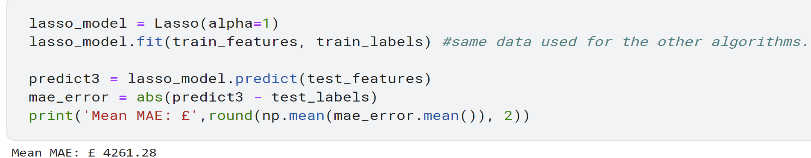 lasso_model = Lasso(alpha=1)
lasso_model.fit(train_features, train_labels) #same data used for the other algorithms.
predict3 = lasso_model.predict(test_features)
mae_error = abs(predict3 - test_labels)
print('Mean MAE: £',round(np.mean(mae_error.mean()), 2))
Mean MAE: £ 4261.28